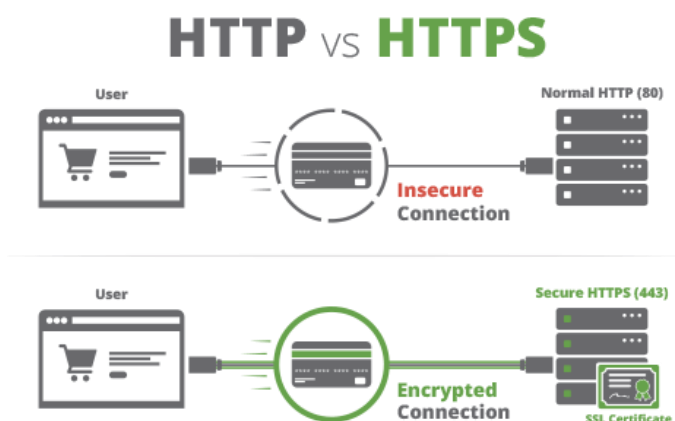 HTTP vs HTTPS
User
Normal HTTP (80)
Insecure
Connection
User
Secure HTTPS (443)
Encrypted
Connection
SSL Certificate